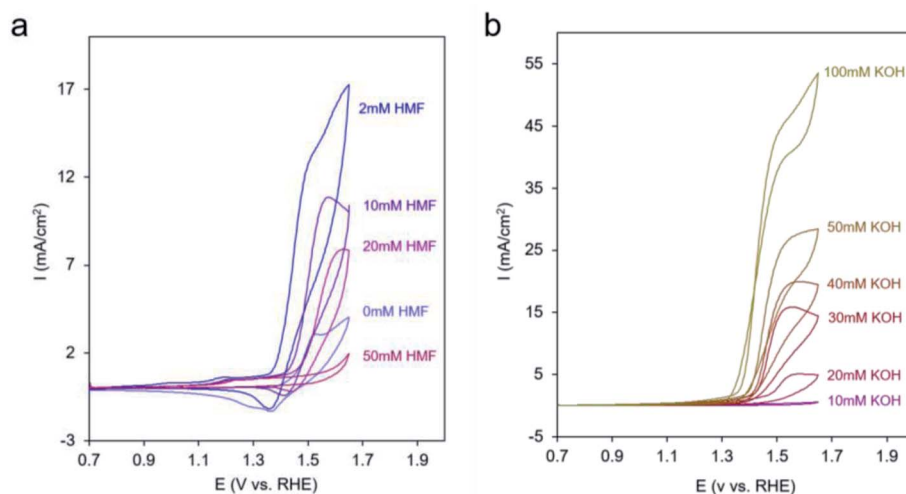 a
17
12
7
2
-3
I (mA/cm²)
2mM HMF
10mM HMF
20mM HMF
0mM HMF
50mM HMF
0.7 0.9 1.1 1.3 1.5 1.7 1.9
E (V vs. RHE)
b
55
45
35
25
15
5
-5
I (mA/cm²)
100mM KOH
50mM KOH
40mM KOH
30mM KOH
20mM KOH
10mM KOH
0.7 0.9 1.1 1.3 1.5 1.7 1.9
E (v vs. RHE)